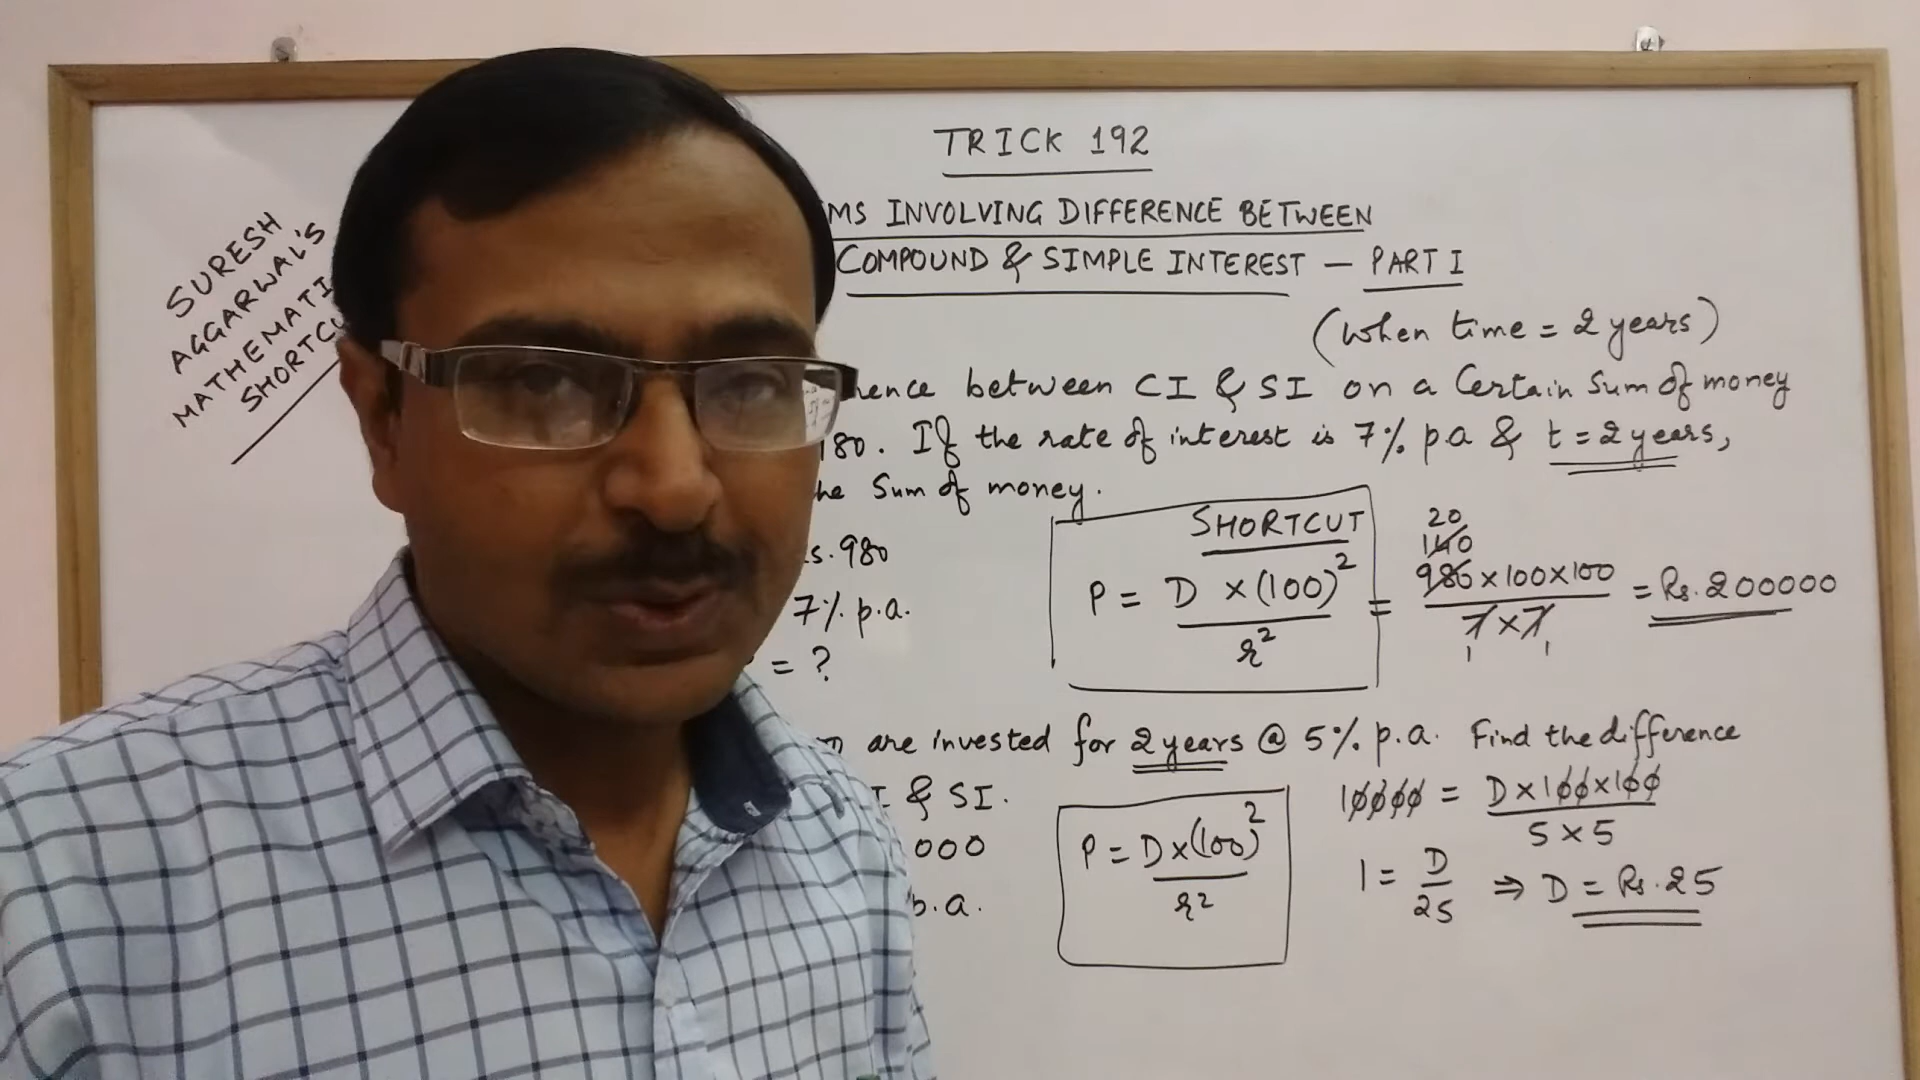 TRICK 192
SURESH
AGGARWAL'S
MATHEMATI
SHORTCU
MS INVOLVING DIFFERENCE BETWEEN
COMPOUND & SIMPLE INTEREST — PART I
(When time = 2 years)
rence between CI & SI on a Certain Sum of money
980. If the rate of interest is 7% p.a & t = 2 years,
he Sum of money.
s. 980
7% p.a.
= ?
SHORTCUT
P = D × (100)² / r² = 980 × 100 × 100 / 7 × 7 = Rs. 200000
140
20
1 1
are invested for 2 years @ 5% p.a. Find the difference
I & SI.
000
p.a.
P = D × (100)² / r²
10000 = D × 100 × 100 / 5 × 5
1 = D / 25 ⇒ D = Rs. 25